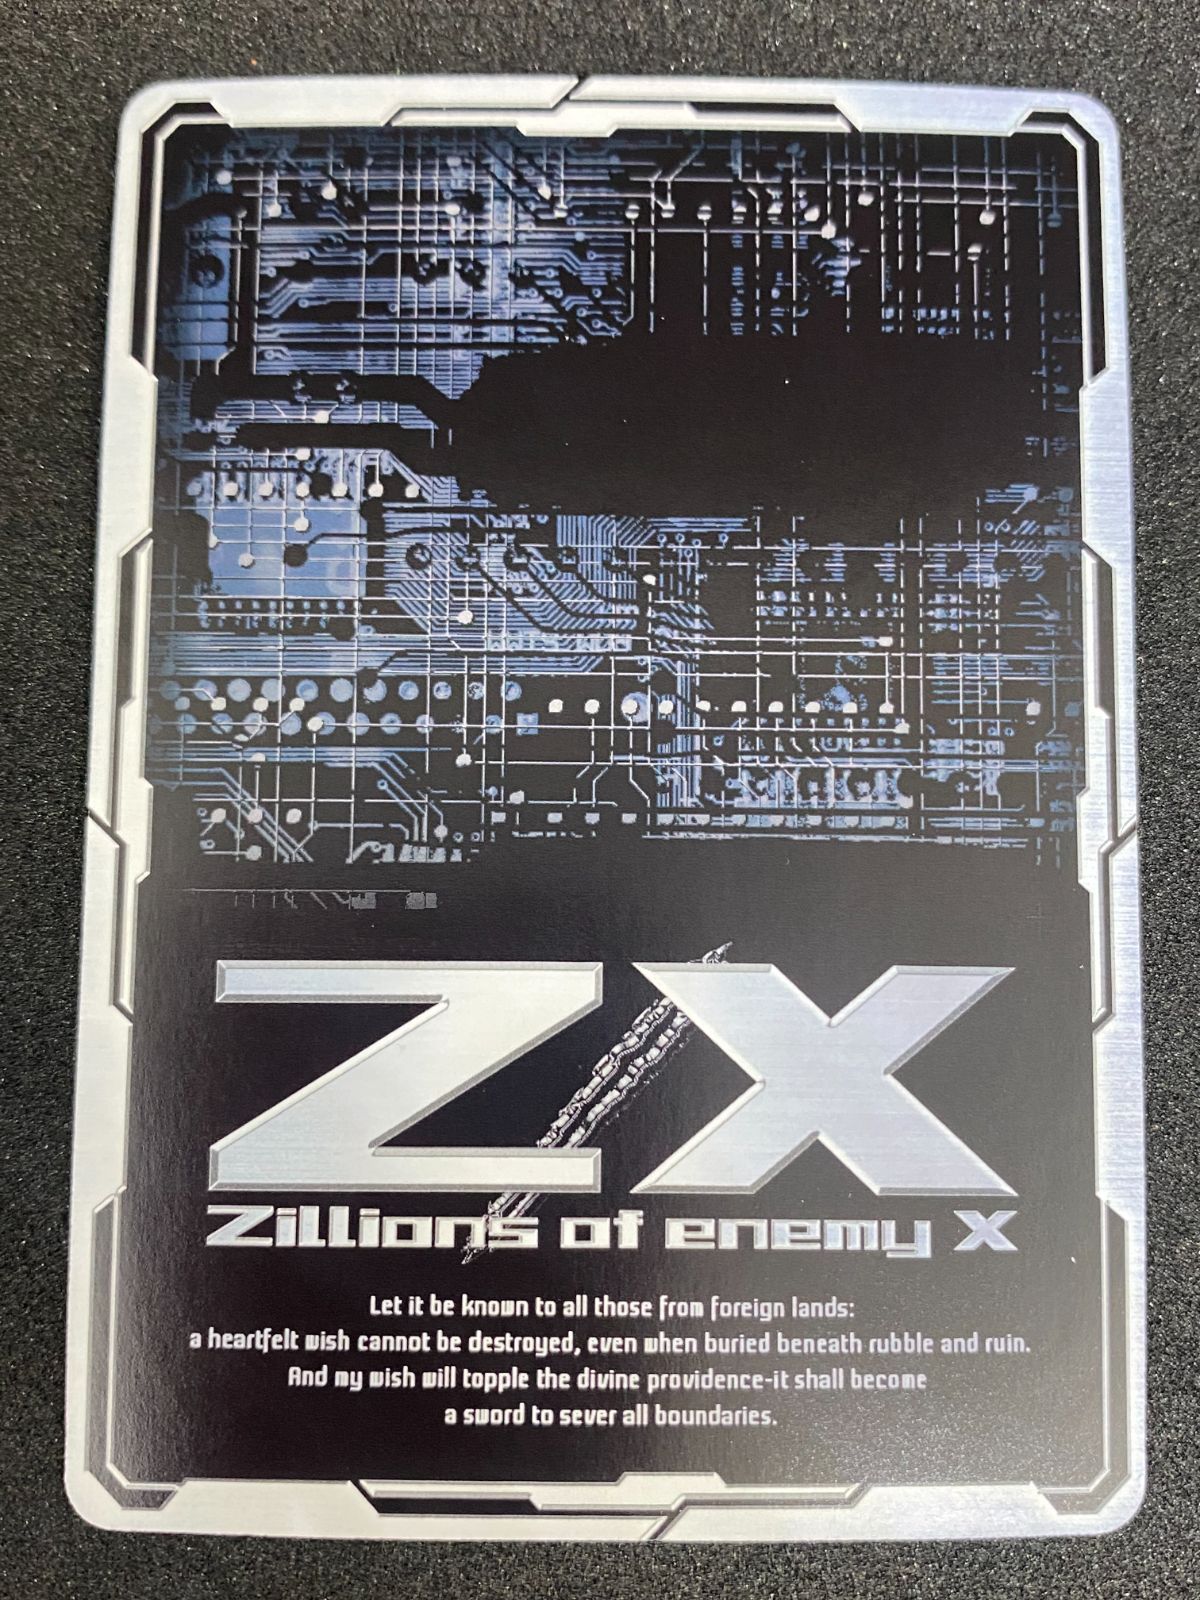 ZX
Zillions of enemy X
Let it be known to all those from foreign lands:
a heartfelt wish cannot be destroyed, even when buried beneath rubble and ruin.
And my wish will topple the divine providence-it shall become
a sword to sever all boundaries.